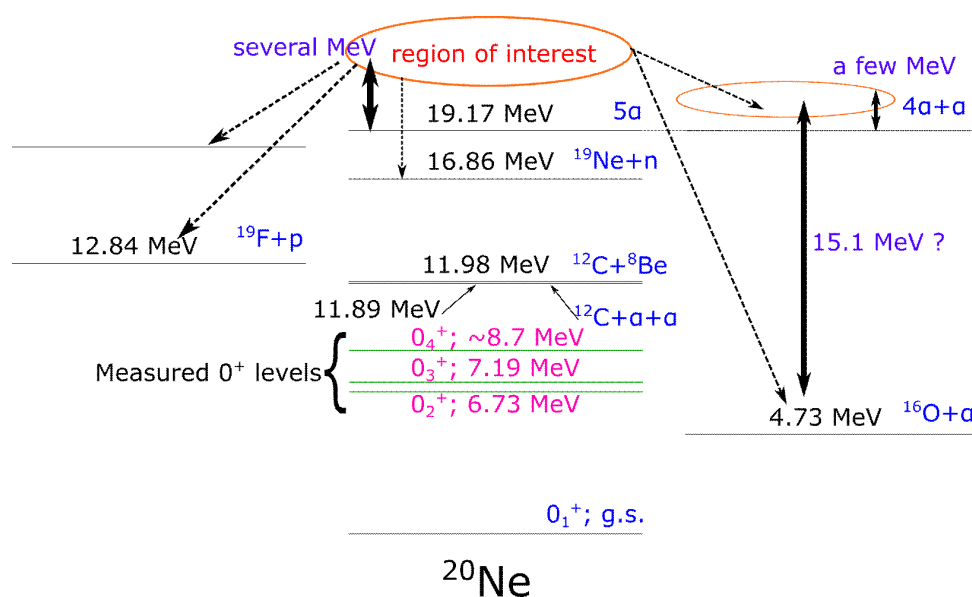 several MeV
region of interest
a few MeV
19.17 MeV
5a
4a+a
16.86 MeV
¹⁹Ne+n
12.84 MeV
¹⁹F+p
15.1 MeV ?
11.98 MeV
¹²C+⁸Be
11.89 MeV
¹²C+a+a
0₄⁺; ~8.7 MeV
Measured 0⁺ levels
0₃⁺; 7.19 MeV
0₂⁺; 6.73 MeV
4.73 MeV
¹⁶O+a
0₁⁺; g.s.
²⁰Ne